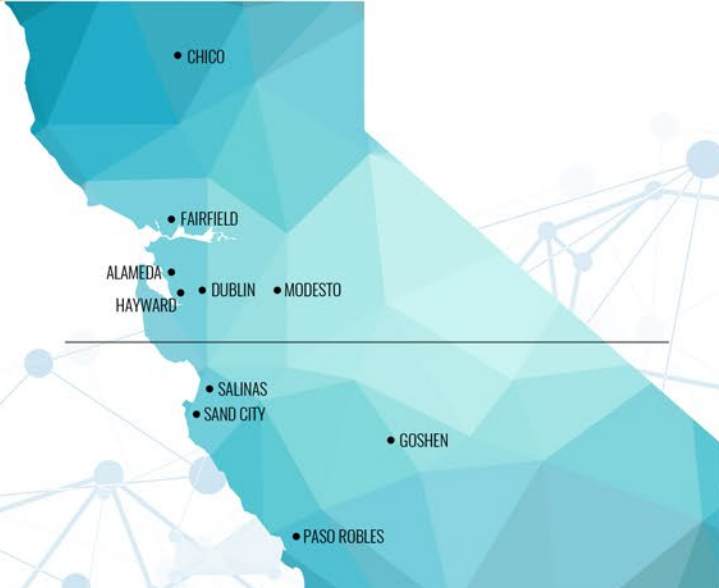 CHICO
FAIRFIELD
ALAMEDA
DUBLIN
MODESTO
HAYWARD
SALINAS
SAND CITY
GOSHEN
PASO ROBLES